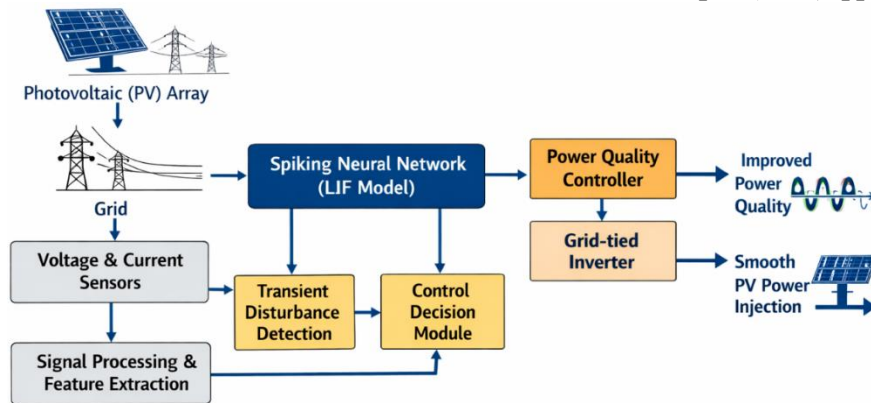 Photovoltaic (PV) Array
Grid
Voltage & Current
Sensors
Signal Processing &
Feature Extraction
Spiking Neural Network
(LIF Model)
Transient
Disturbance
Detection
Control
Decision
Module
Power Quality
Controller
Grid-tied
Inverter
Improved
Power
Quality
Smooth
PV Power
Injection